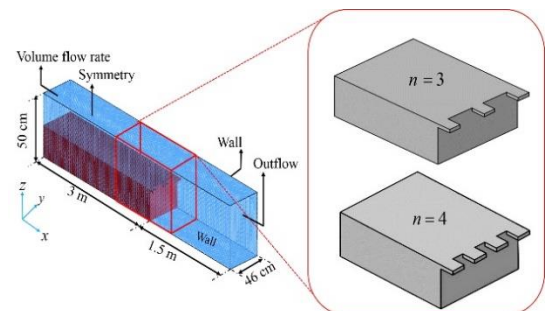 Volume flow rate
Symmetry
50 cm
Wall
Outflow
z
y
x
3 m
1.5 m
Wall
46 cm
n = 3
n = 4